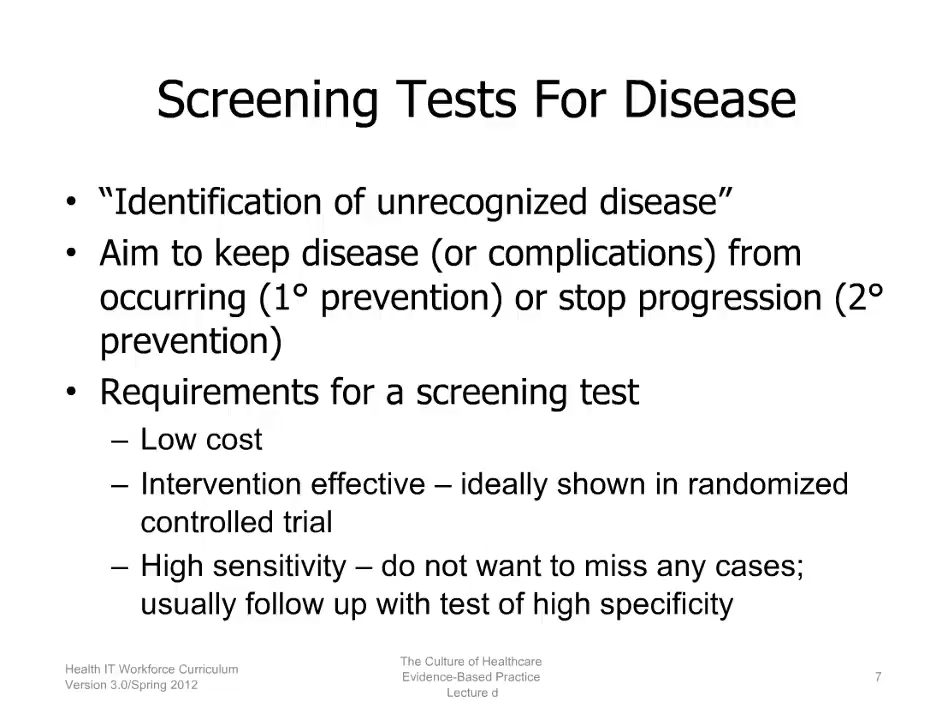 Screening Tests For Disease
• “Identification of unrecognized disease”
• Aim to keep disease (or complications) from
occurring (1° prevention) or stop progression (2°
prevention)
• Requirements for a screening test
– Low cost
– Intervention effective – ideally shown in randomized
controlled trial
– High sensitivity – do not want to miss any cases;
usually follow up with test of high specificity
Health IT Workforce Curriculum
Version 3.0/Spring 2012
The Culture of Healthcare
Evidence-Based Practice
Lecture d
7